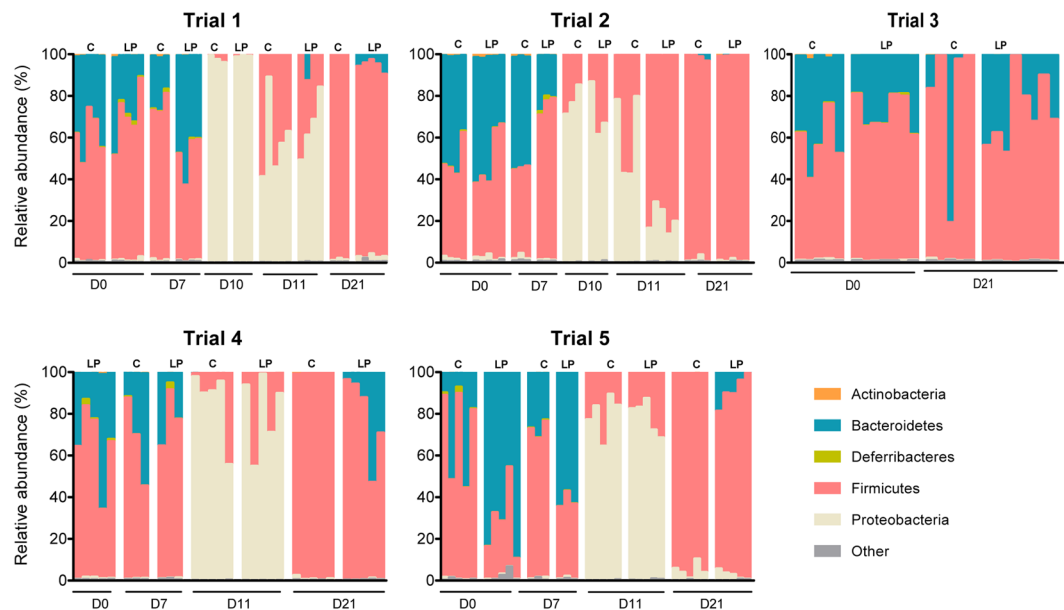 Trial 1
Trial 2
Trial 3
C LP C LP C LP C LP C LP
C LP C LP C LP C LP C LP
C LP C LP
Relative abundance (%)
100
80
60
40
20
0
D0 D7 D10 D11 D21
Relative abundance (%)
100
80
60
40
20
0
D0 D7 D10 D11 D21
100
80
60
40
20
0
D0 D21
Trial 4
Trial 5
LP C LP C LP C LP
C LP C LP C LP C LP
Relative abundance (%)
100
80
60
40
20
0
D0 D7 D11 D21
100
80
60
40
20
0
D0 D7 D11 D21
Actinobacteria
Bacteroidetes
Deferribacteres
Firmicutes
Proteobacteria
Other